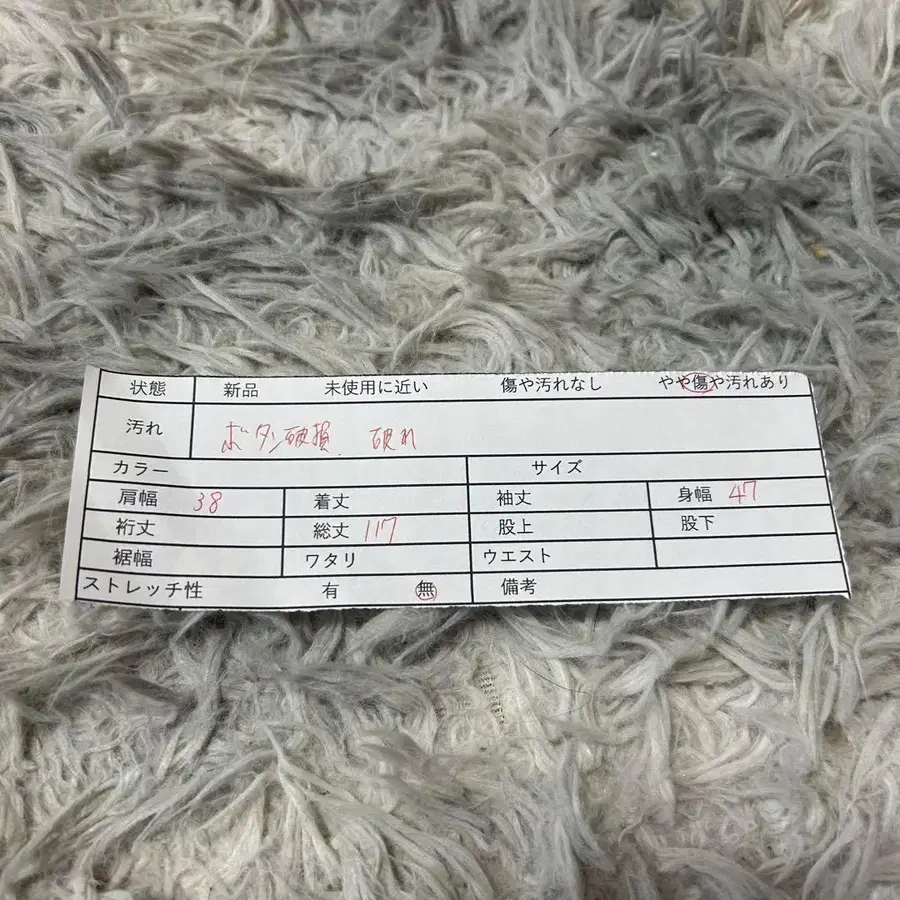 状態 新品 未使用に近い 傷や汚れなし やや傷や汚れあり
汚れ ボタン破損、破れ
カラー サイズ
肩幅 38 着丈 袖丈 身幅 47
裄丈 総丈 117 股上 股下
裾幅 ワタリ ウエスト
ストレッチ性 有 無 備考